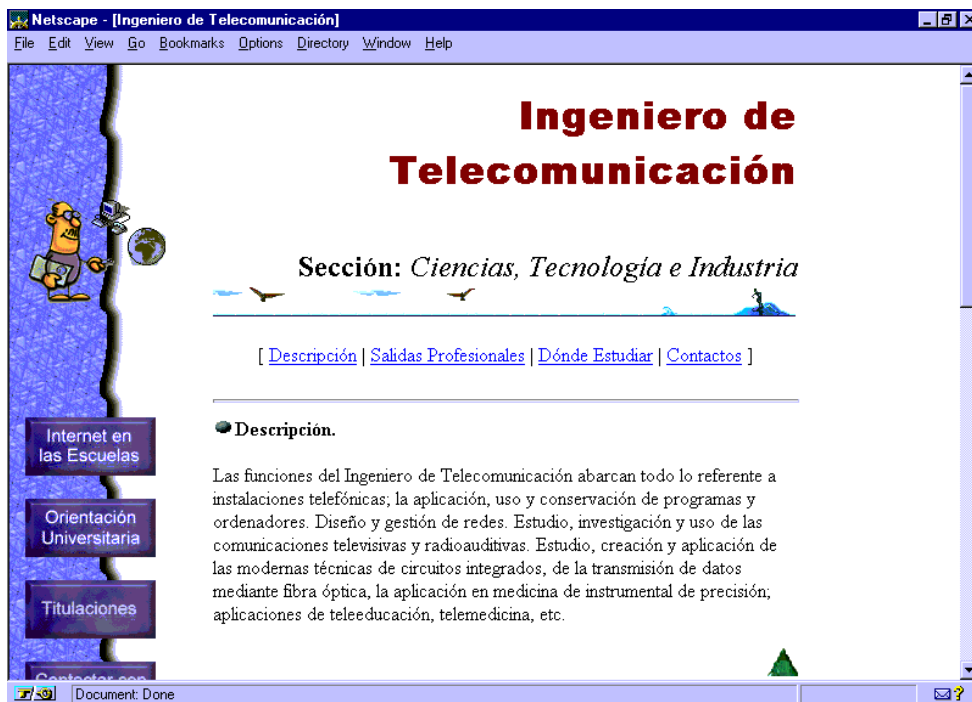 Netscape - [Ingeniero de Telecomunicación]
File Edit View Go Bookmarks Options Directory Window Help
Ingeniero de
Telecomunicación
Sección: Ciencias, Tecnología e Industria
[ Descripción | Salidas Profesionales | Dónde Estudiar | Contactos ]
Internet en
las Escuelas
Orientación
Universitaria
Titulaciones
Contactar con
Descripción.
Las funciones del Ingeniero de Telecomunicación abarcan todo lo referente a
instalaciones telefónicas; la aplicación, uso y conservación de programas y
ordenadores. Diseño y gestión de redes. Estudio, investigación y uso de las
comunicaciones televisivas y radioauditivas. Estudio, creación y aplicación de
las modernas técnicas de circuitos integrados, de la transmisión de datos
mediante fibra óptica, la aplicación en medicina de instrumental de precisión;
aplicaciones de teleeducación, telemedicina, etc.
Document: Done